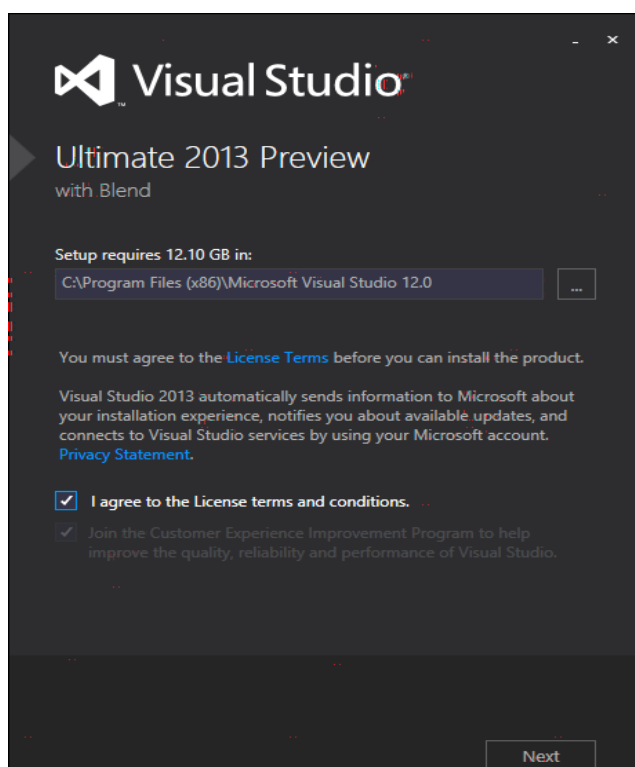 Visual Studio
Ultimate 2013 Preview
with Blend
Setup requires 12.10 GB in:
C:\Program Files (x86)\Microsoft Visual Studio 12.0
...
You must agree to the License Terms before you can install the product.
Visual Studio 2013 automatically sends information to Microsoft about
your installation experience, notifies you about available updates, and
connects to Visual Studio services by using your Microsoft account.
Privacy Statement.
I agree to the License terms and conditions.
Join the Customer Experience Improvement Program to help
improve the quality, reliability and performance of Visual Studio.
Next